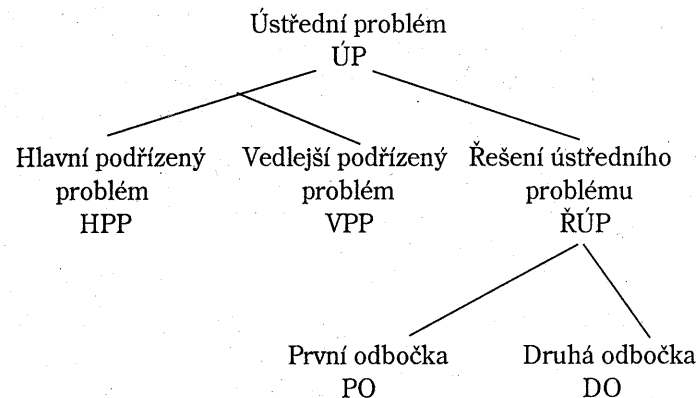 Ústřední problém
ÚP
Hlavní podřízený
problém
HPP
Vedlejší podřízený
problém
VPP
Řešení ústředního
problému
ŘÚP
První odbočka
PO
Druhá odbočka
DO